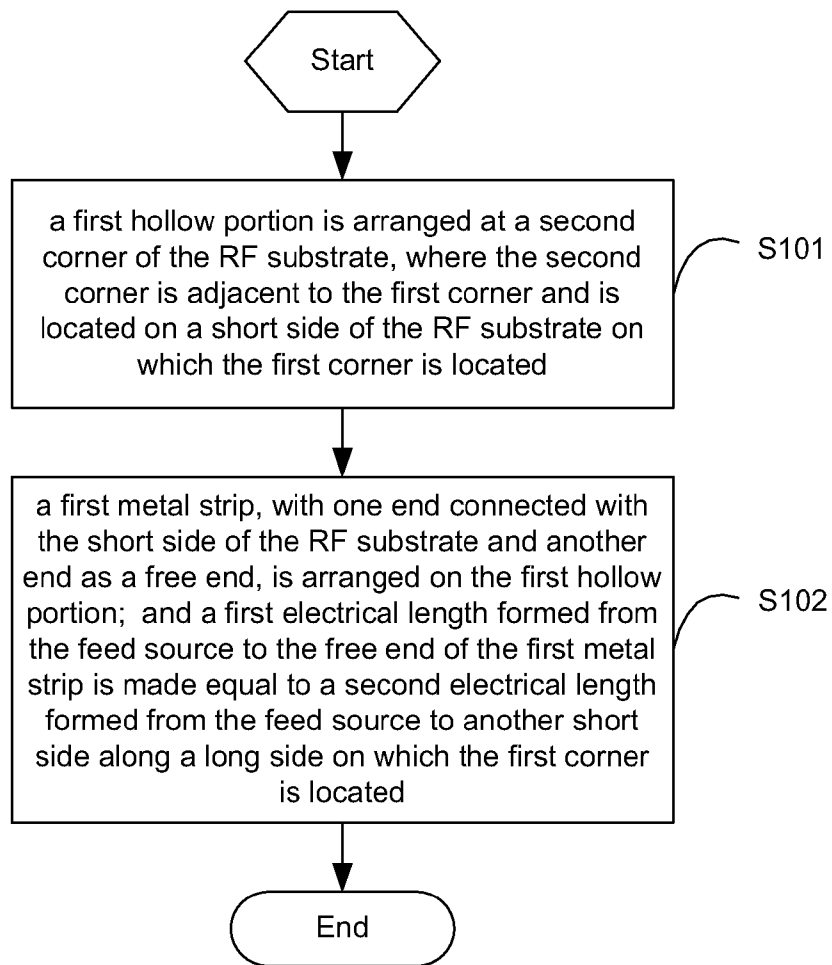 Start
a first hollow portion is arranged at a second
corner of the RF substrate, where the second
corner is adjacent to the first corner and is
located on a short side of the RF substrate on
which the first corner is located
S101
a first metal strip, with one end connected with
the short side of the RF substrate and another
end as a free end, is arranged on the first hollow
portion;  and a first electrical length formed from
the feed source to the free end of the first metal
strip is made equal to a second electrical length
formed from the feed source to another short
side along a long side on which the first corner
is located
S102
End